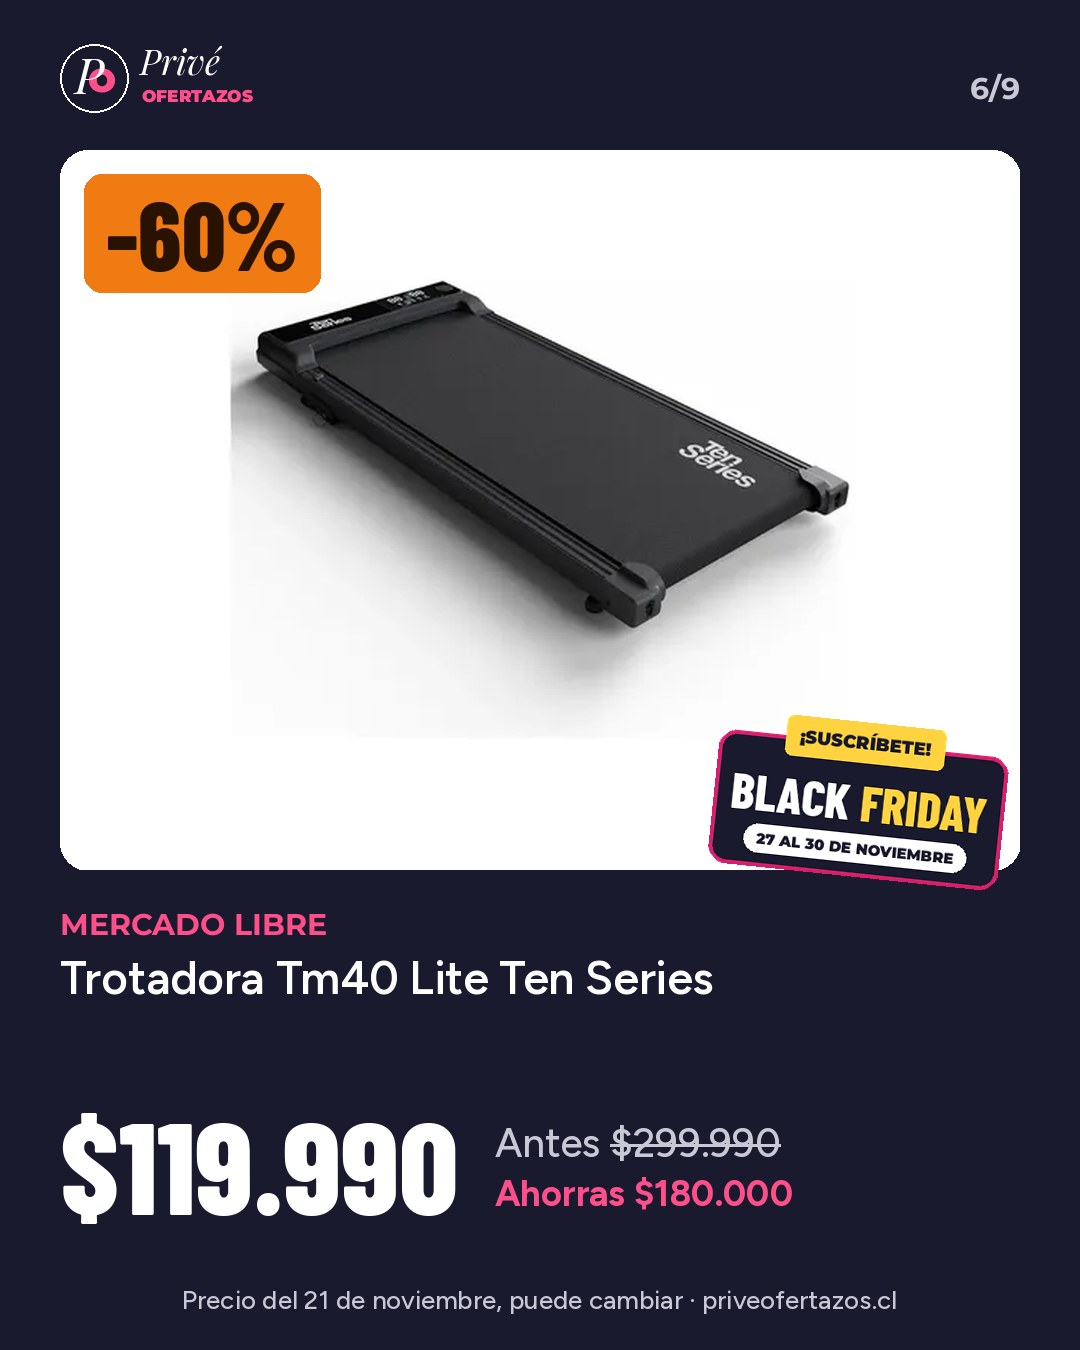 Privé
OFERTAZOS
6/9
-60%
Ten
Series
Ten
Series
¡SUSCRÍBETE!
BLACK FRIDAY
27 AL 30 DE NOVIEMBRE
MERCADO LIBRE
Trotadora Tm40 Lite Ten Series
$119.990
Antes $299.990
Ahorras $180.000
Precio del 21 de noviembre, puede cambiar · priveofertazos.cl